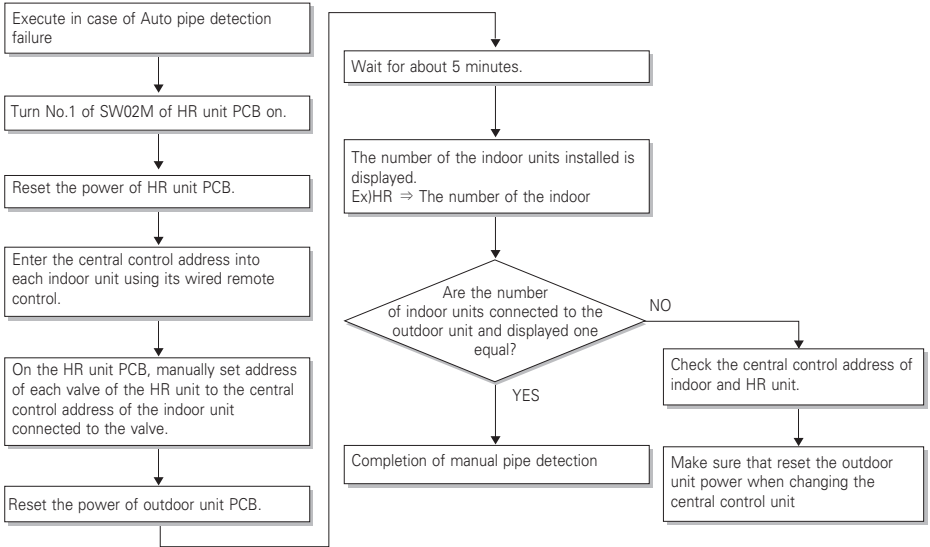 Execute in case of Auto pipe detection
failure
Turn No.1 of SW02M of HR unit PCB on.
Reset the power of HR unit PCB.
Enter the central control address into
each indoor unit using its wired remote
control.
On the HR unit PCB, manually set address
of each valve of the HR unit to the central
control address of the indoor unit
connected to the valve.
Reset the power of outdoor unit PCB.
Wait for about 5 minutes.
The number of the indoor units installed is
displayed.
Ex)HR ⇒ The number of the indoor
Are the number
of indoor units connected to the
outdoor unit and displayed one
equal?
NO
YES
Completion of manual pipe detection
Check the central control address of
indoor and HR unit.
Make sure that reset the outdoor
unit power when changing the
central control unit